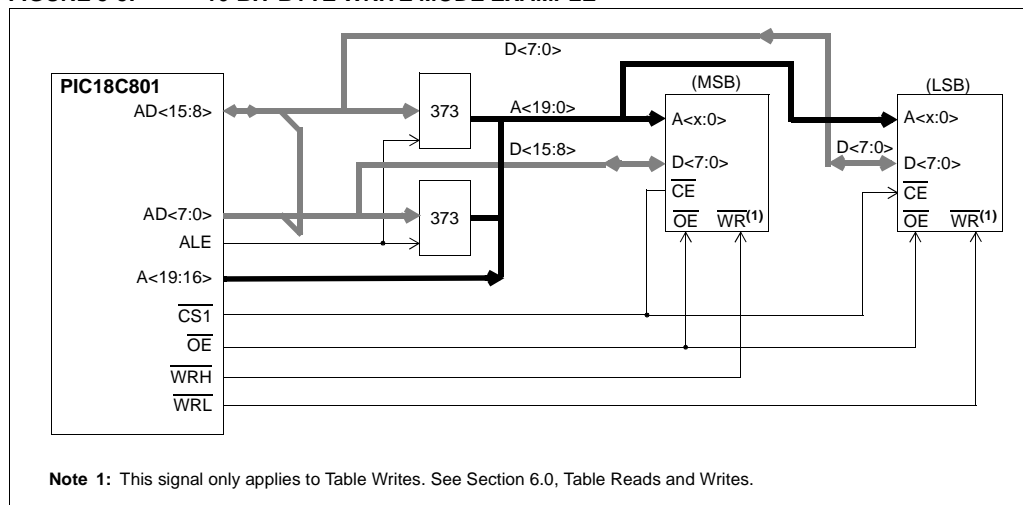 D<7:0>
PIC18C801
(MSB)
(LSB)
AD<15:8>
373
A<19:0>
A<x:0>
A<x:0>
D<15:8>
D<7:0>
D<7:0>
D<7:0>
CE
CE
AD<7:0>
373
OE WR(1)
OE WR(1)
ALE
A<19:16>
CS1
OE
WRH
WRL
Note 1: This signal only applies to Table Writes. See Section 6.0, Table Reads and Writes.